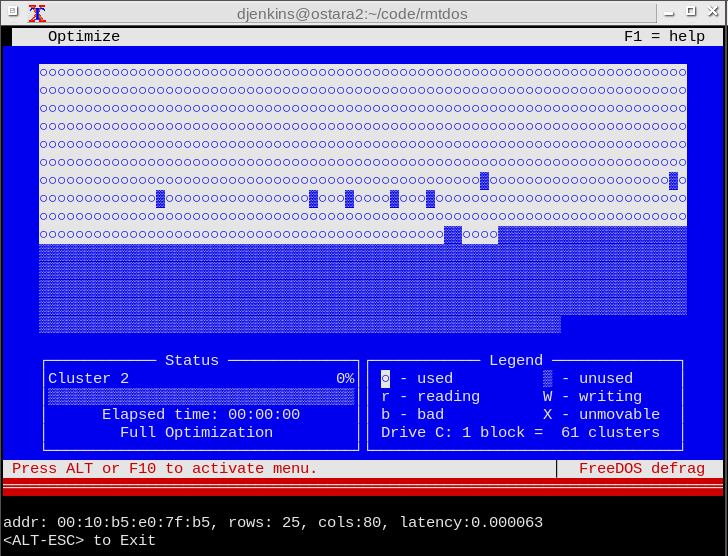 djenkins@ostara2:~/code/rmtdos
Optimize F1 = help
Status
Cluster 2 0%
Elapsed time: 00:00:00
Full Optimization
Legend
○ - used ▒ - unused
r - reading W - writing
b - bad X - unmovable
Drive C: 1 block =  61 clusters
Press ALT or F10 to activate menu. FreeDOS defrag
addr: 00:10:b5:e0:7f:b5, rows: 25, cols:80, latency:0.000063
<ALT-ESC> to Exit